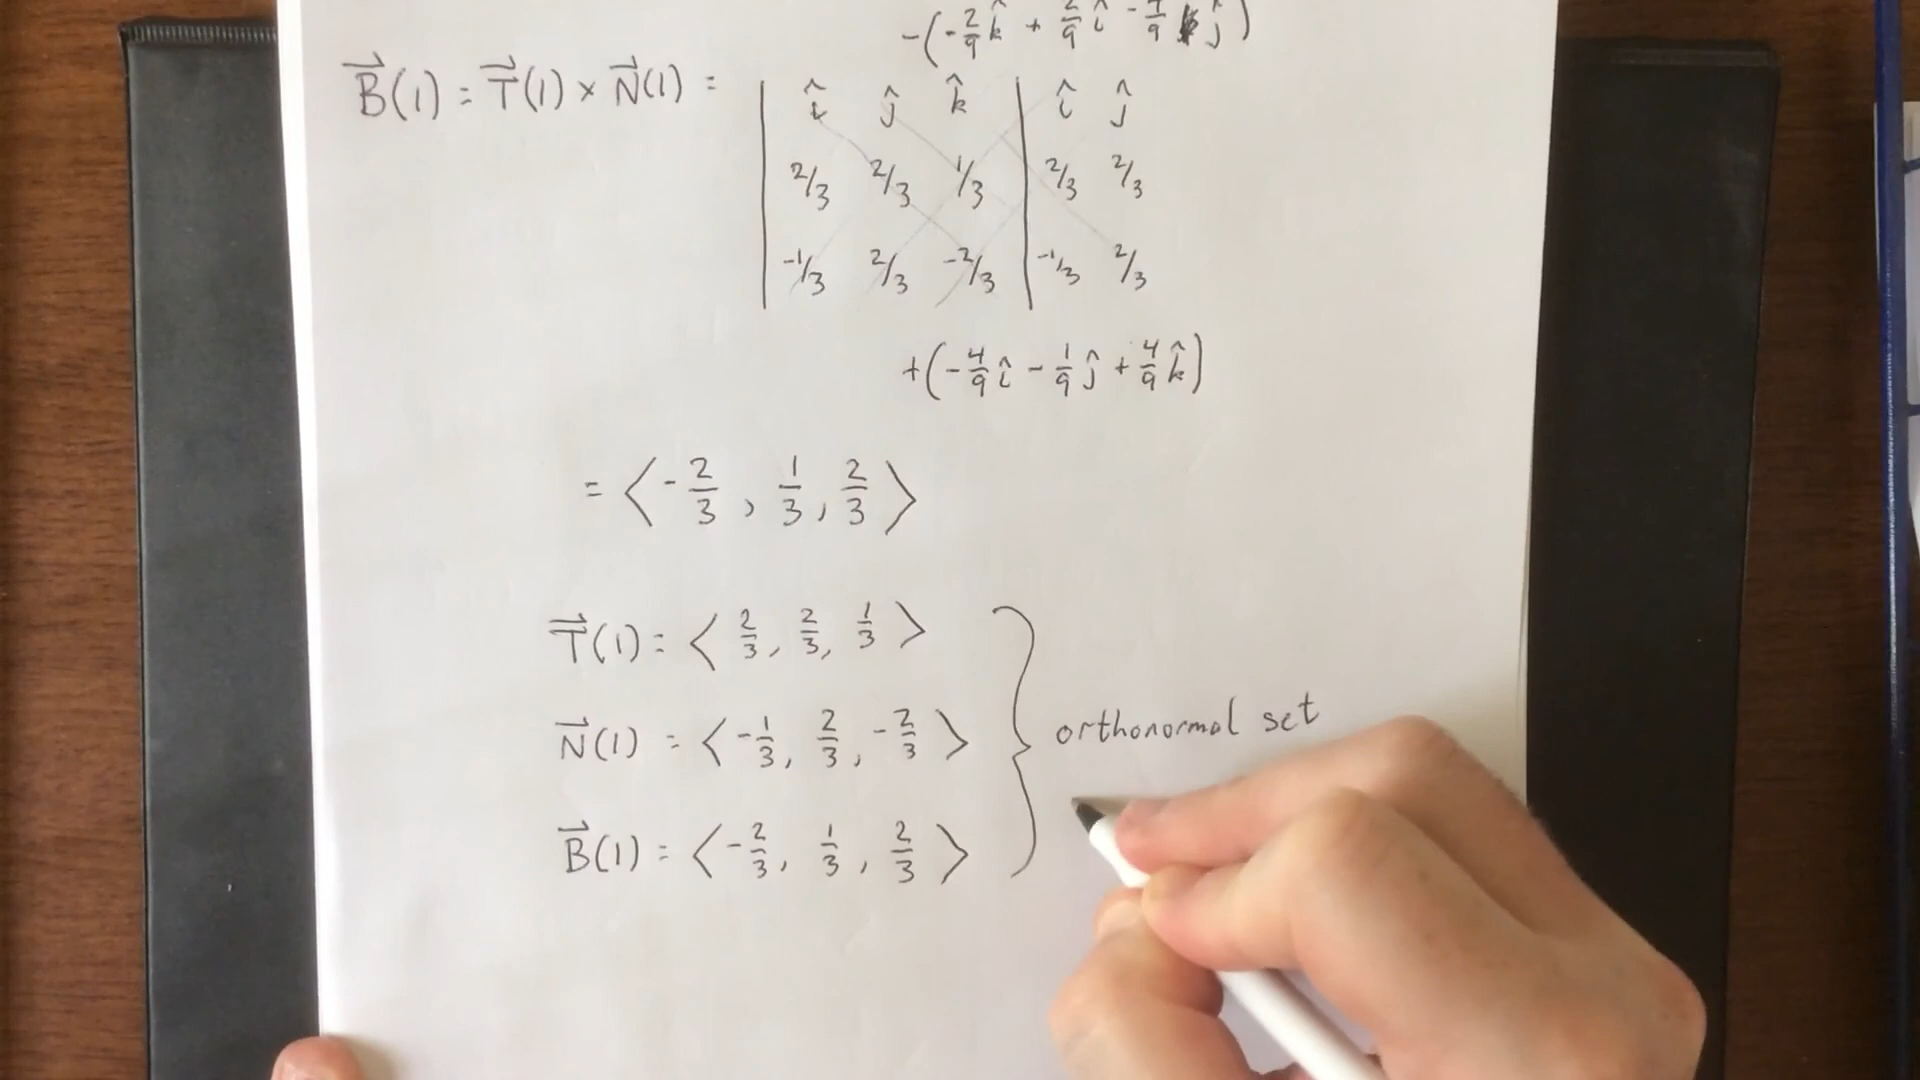 -(-2/9 k̂ + 2/9 î - 4/9 ĵ)
B⃗(1) = T⃗(1) × N⃗(1) =
| î ĵ k̂ | î ĵ
| 2/3 2/3 1/3 | 2/3 2/3
| -1/3 2/3 -2/3 | -1/3 2/3
+(-4/9 î - 1/9 ĵ + 4/9 k̂)
= ⟨-2/3, 1/3, 2/3⟩
T⃗(1) = ⟨2/3, 2/3, 1/3⟩
N⃗(1) = ⟨-1/3, 2/3, -2/3⟩
orthonormal set
B⃗(1) = ⟨-2/3, 1/3, 2/3⟩